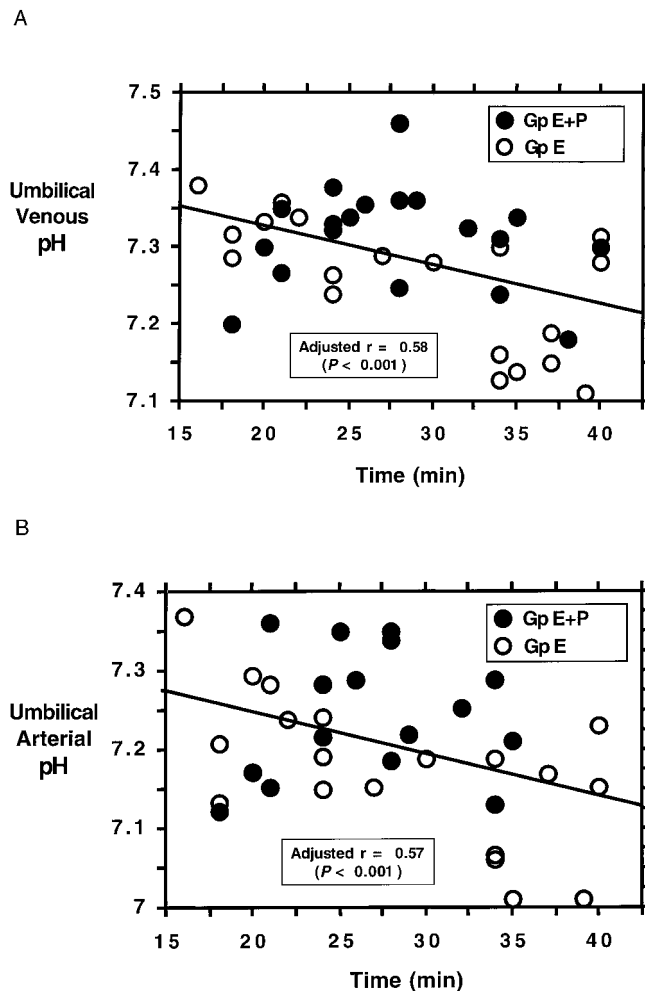 A
7.5
7.4
7.3
7.2
7.1
Umbilical
Venous
pH
Gp E+P
Gp E
Adjusted r = 0.58
(P < 0.001)
15 20 25 30 35 40
Time (min)
B
7.4
7.3
7.2
7.1
7
Umbilical
Arterial
pH
Gp E+P
Gp E
Adjusted r = 0.57
(P < 0.001)
15 20 25 30 35 40
Time (min)